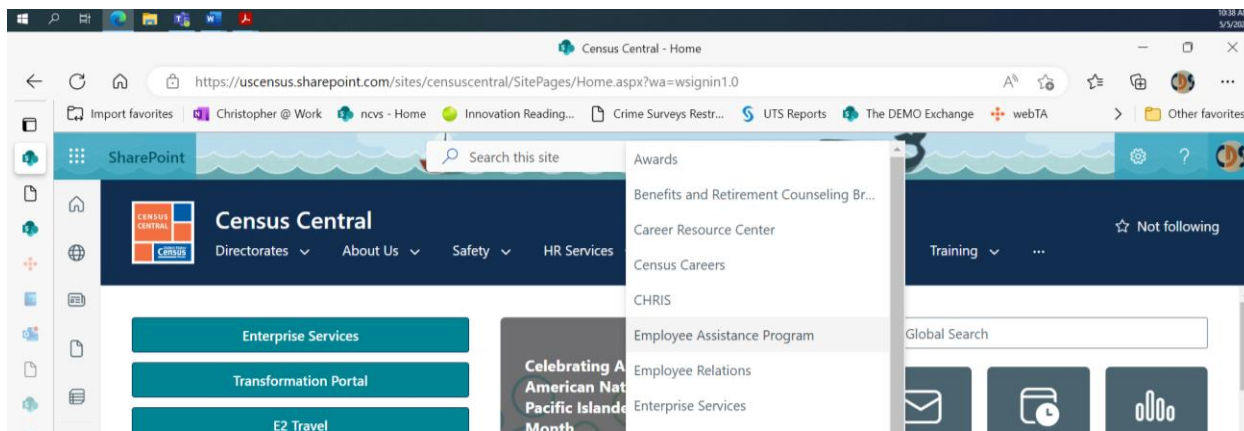 10:38 A
5/5/202
Census Central - Home
https://uscensus.sharepoint.com/sites/censuscentral/SitePages/Home.aspx?wa=wsignin1.0
Import favorites Christopher @ Work ncvs - Home Innovation Reading... Crime Surveys Restr... UTS Reports The DEMO Exchange webTA Other favorites
SharePoint Search this site
CENSUS
CENTRAL
Census
Census Central
Not following
Directorates About Us Safety HR Services Training ...
Awards
Benefits and Retirement Counseling Br...
Career Resource Center
Census Careers
CHRIS
Employee Assistance Program
Employee Relations
Enterprise Services
Enterprise Services
Transformation Portal
E2 Travel
Celebrating A
American Nat
Pacific Islande
Month
Global Search